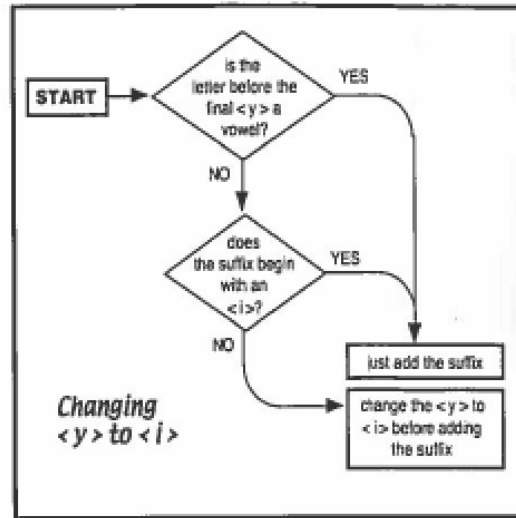 is the
letter before the
final <y> a
vowel?
YES
START
NO
does
the suffix begin
with an
<i>?
YES
NO
just add the suffix
change the <y> to
<i> before adding
the suffix
Changing
<y> to <i>